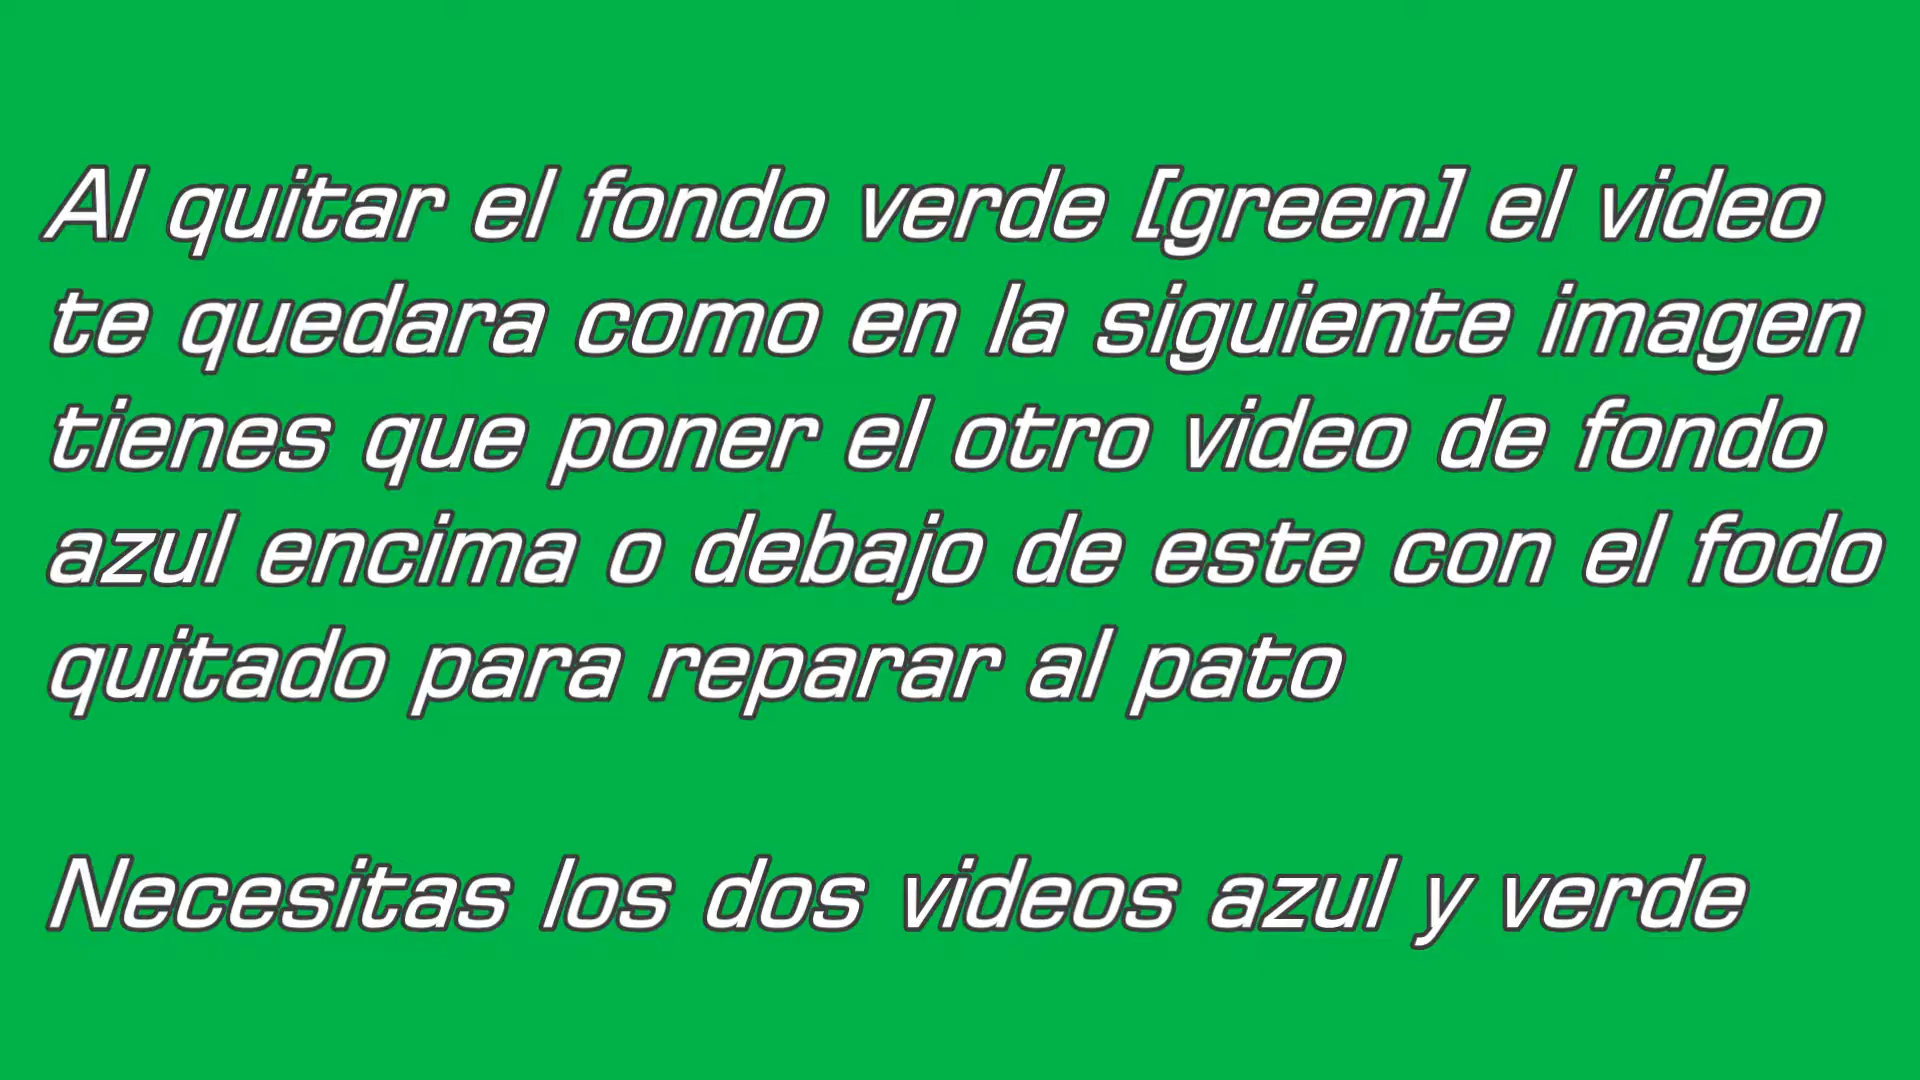 Al quitar el fondo verde [green] el video
te quedara como en la siguiente imagen
tienes que poner el otro video de fondo
azul encima o debajo de este con el fodo
quitado para reparar al pato
Necesitas los dos videos azul y verde